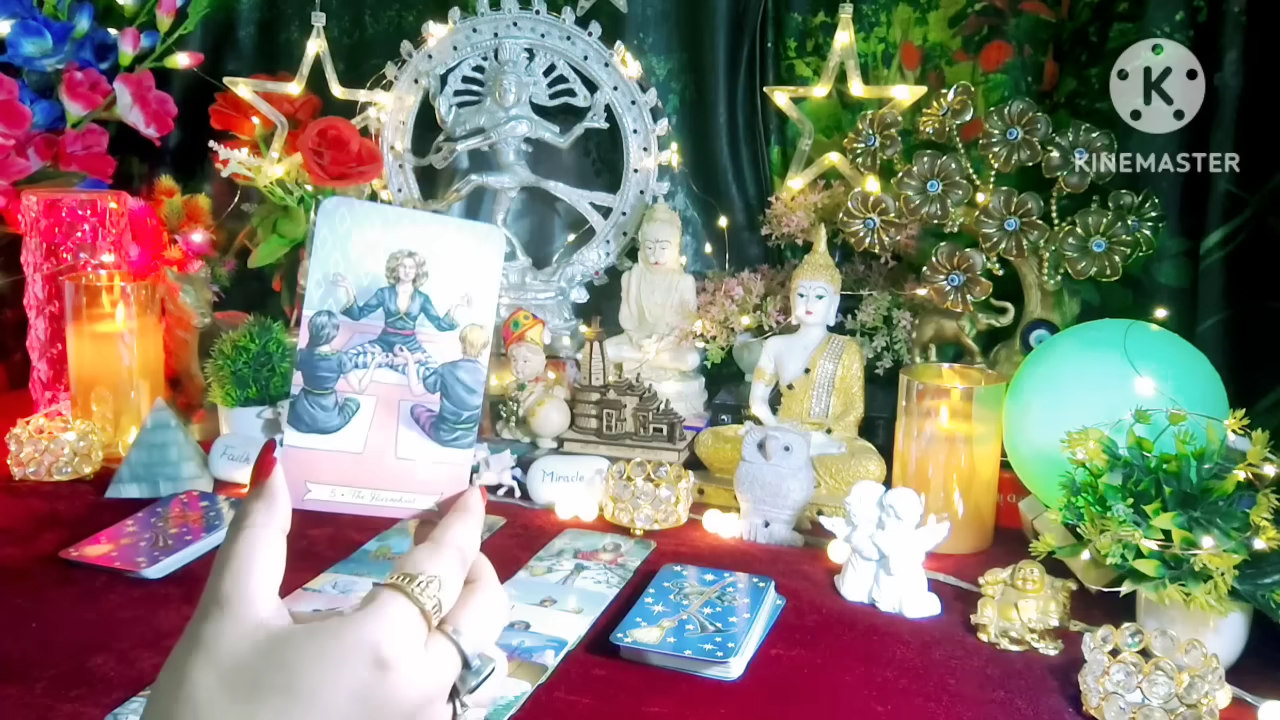 K
KINEMASTER
Faith
Miracle
5 • The Hierophant